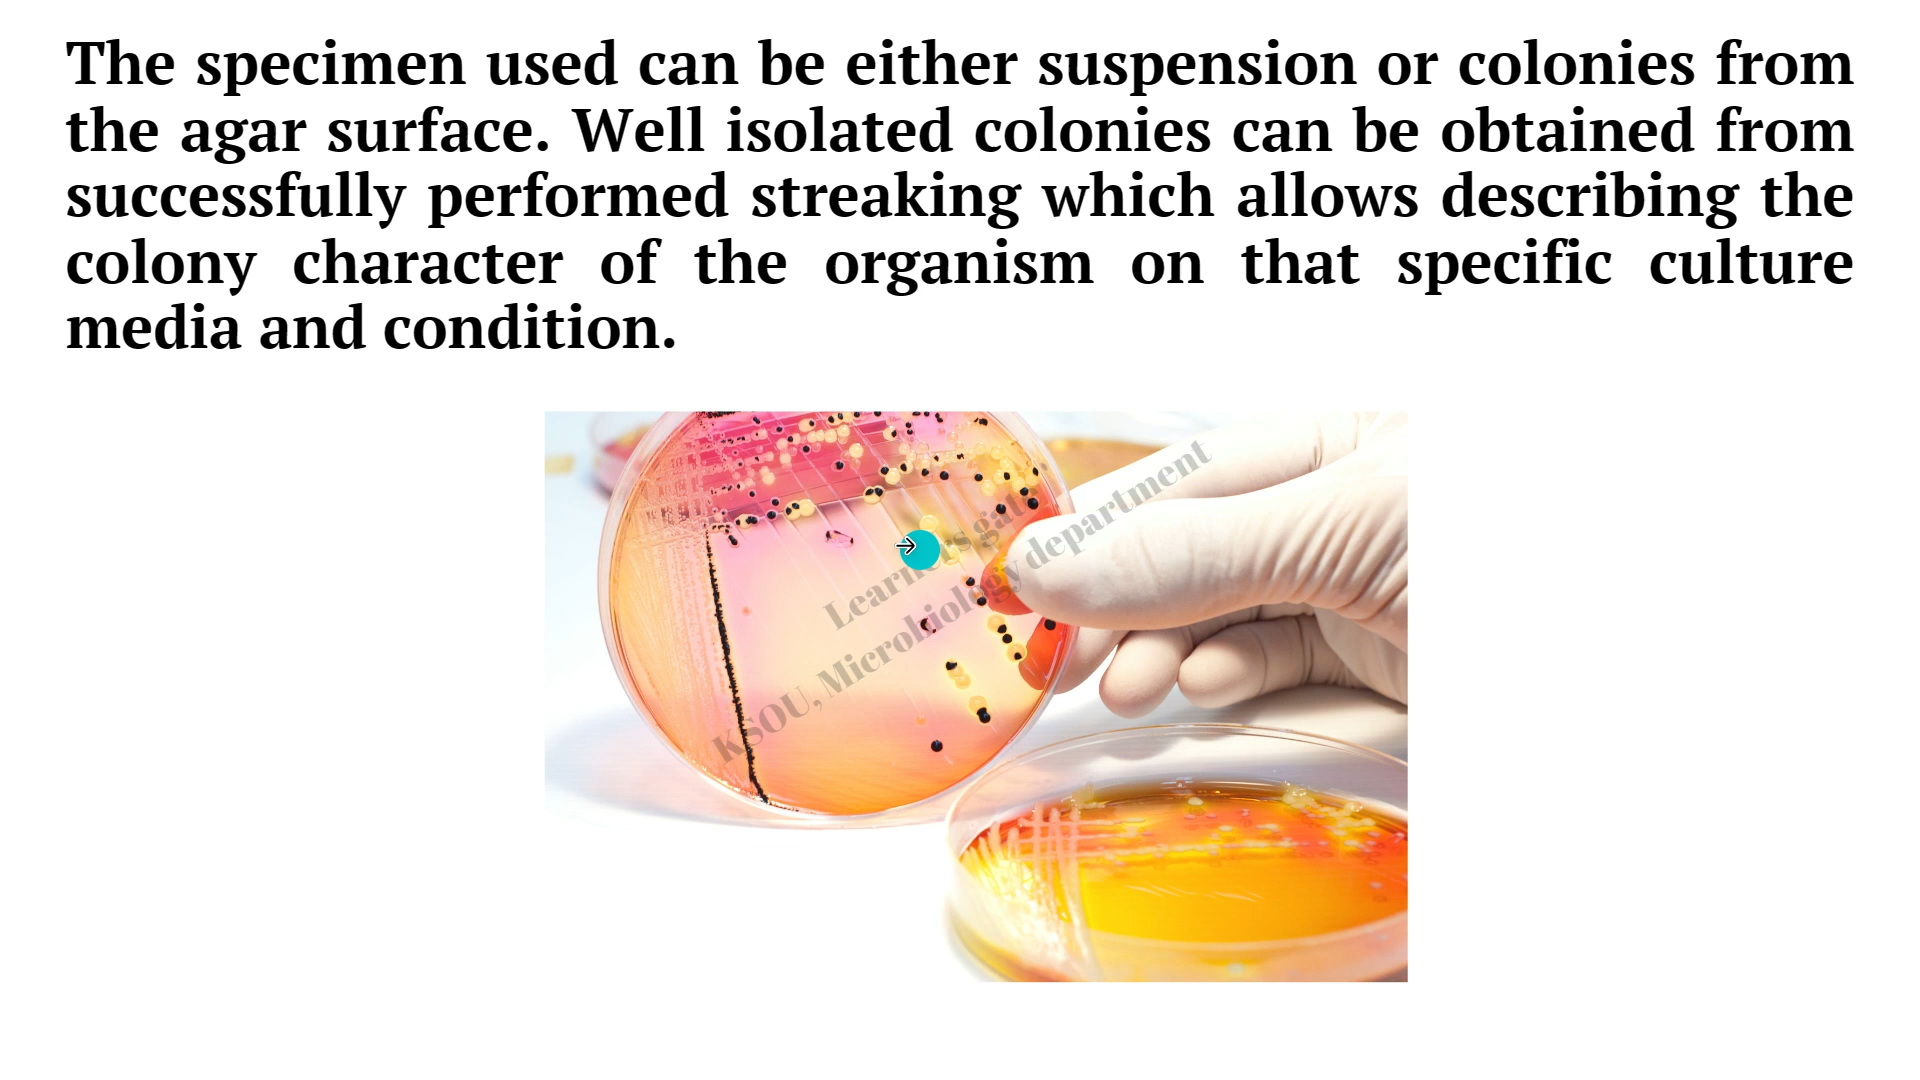 The specimen used can be either suspension or colonies from
the agar surface. Well isolated colonies can be obtained from
successfully performed streaking which allows describing the
colony character of the organism on that specific culture
media and condition.
Learners
KSOU, Microbiology department